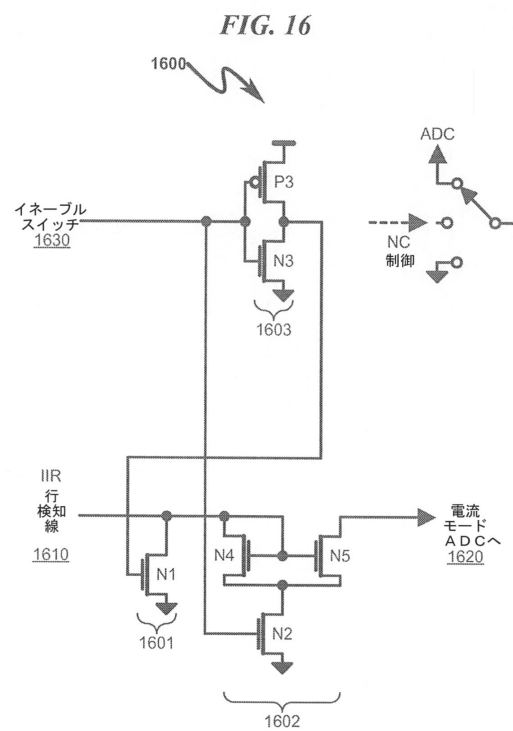 FIG. 16
1600
ADC
P3
イネーブル
スイッチ
1630
NC
制御
N3
1603
IIR
行
検知
線
1610
N4
N5
電流
モード
ＡＤＣへ
1620
N1
1601
N2
1602